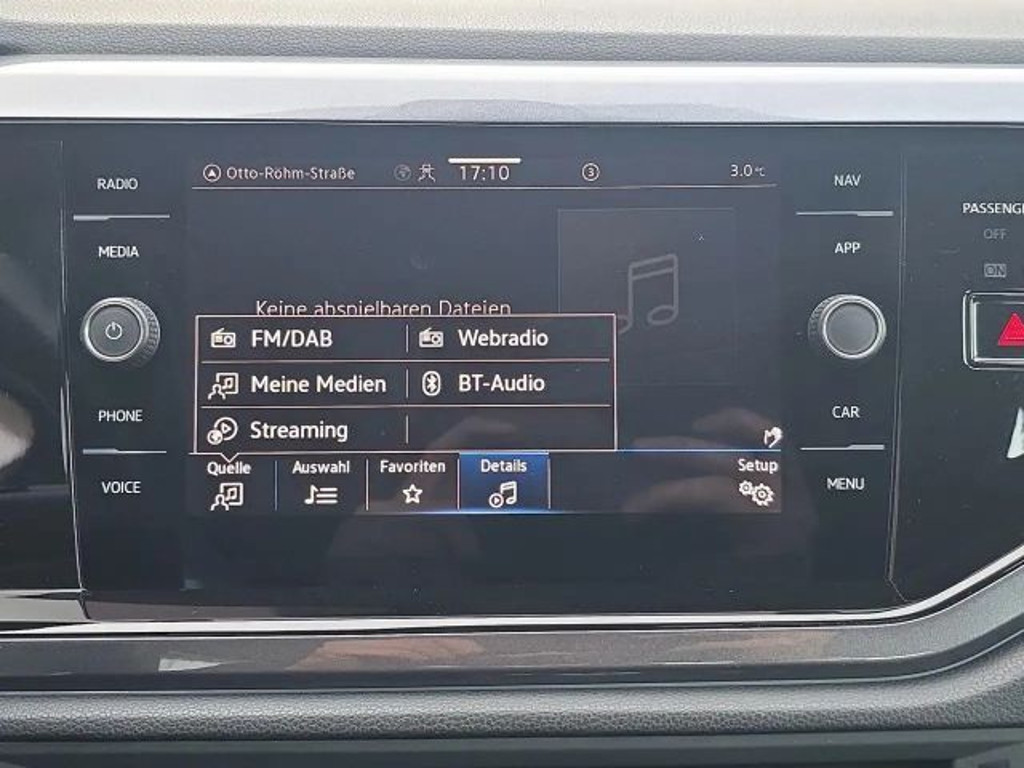 Otto-Röhm-Straße 17:10 3 3.0°C
RADIO
MEDIA
PHONE
VOICE
Keine abspielbaren Dateien
FM/DAB Webradio
Meine Medien BT-Audio
Streaming
Quelle Auswahl Favoriten Details Setup
NAV
APP
CAR
MENU
OFF
ON